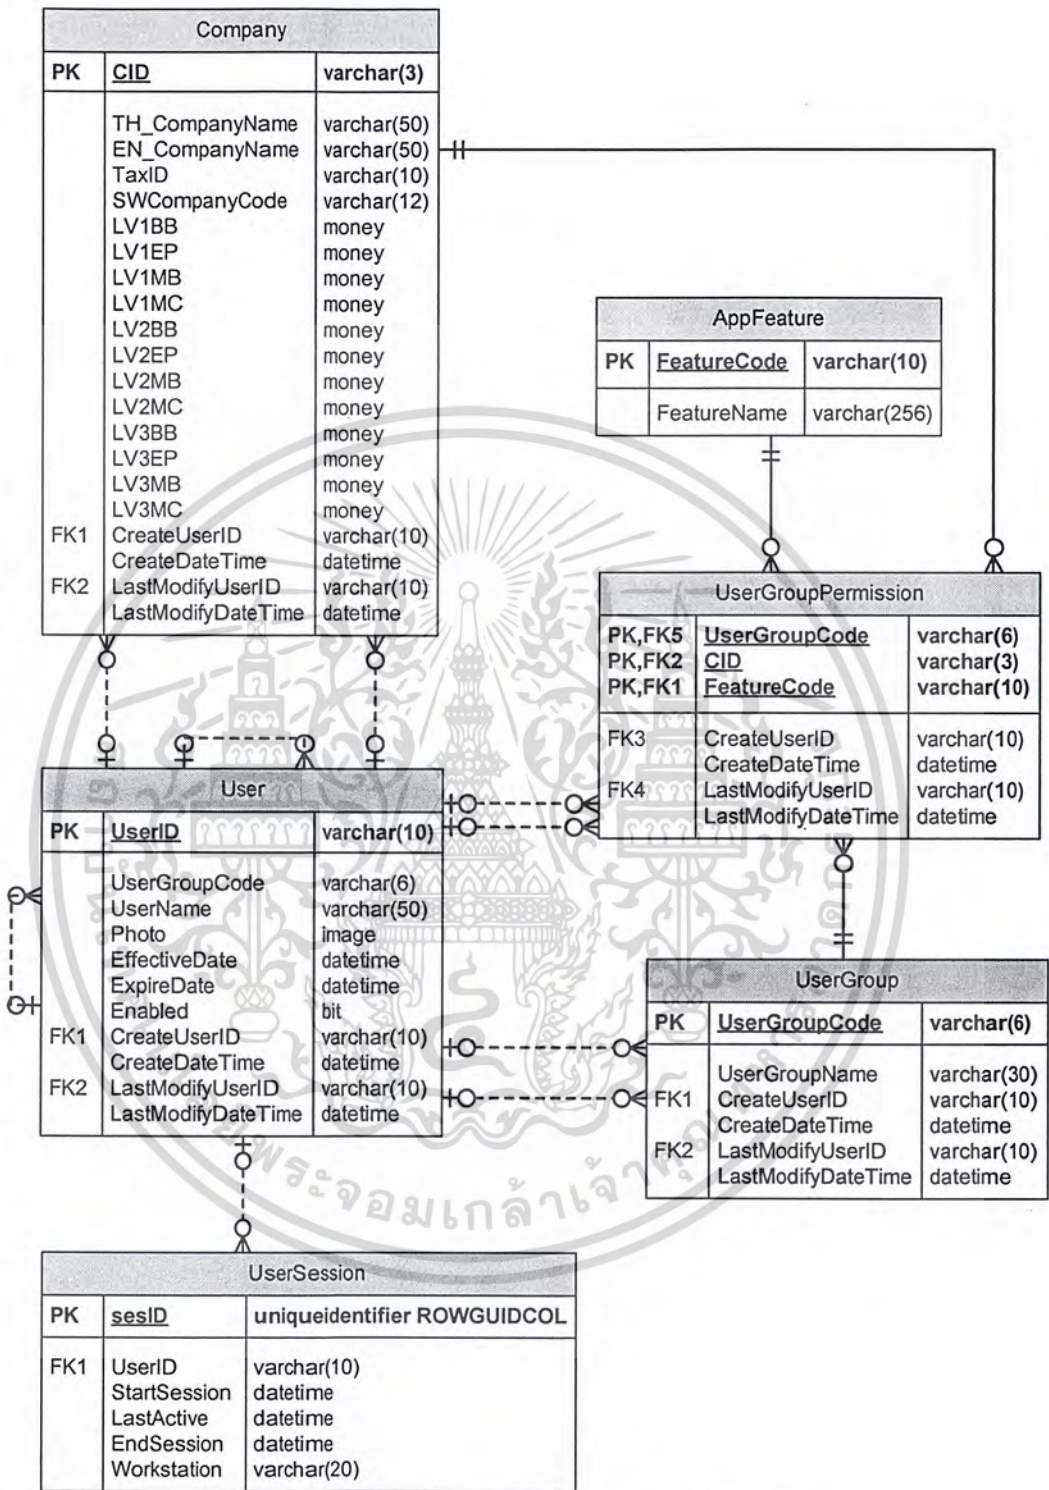 Company
PK CID varchar(3)
TH_CompanyName varchar(50)
EN_CompanyName varchar(50)
TaxID varchar(10)
SWCompanyCode varchar(12)
LV1BB money
LV1EP money
LV1MB money
LV1MC money
LV2BB money
LV2EP money
LV2MB money
LV2MC money
LV3BB money
LV3EP money
LV3MB money
LV3MC money
FK1 CreateUserID varchar(10)
CreateDateTime datetime
FK2 LastModifyUserID varchar(10)
LastModifyDateTime datetime
AppFeature
PK FeatureCode varchar(10)
FeatureName varchar(256)
UserGroupPermission
PK,FK5 UserGroupCode varchar(6)
PK,FK2 CID varchar(3)
PK,FK1 FeatureCode varchar(10)
FK3 CreateUserID varchar(10)
CreateDateTime datetime
FK4 LastModifyUserID varchar(10)
LastModifyDateTime datetime
User
PK UserID varchar(10)
UserGroupCode varchar(6)
UserName varchar(50)
Photo image
EffectiveDate datetime
ExpireDate datetime
Enabled bit
FK1 CreateUserID varchar(10)
CreateDateTime datetime
FK2 LastModifyUserID varchar(10)
LastModifyDateTime datetime
UserGroup
PK UserGroupCode varchar(6)
UserGroupName varchar(30)
FK1 CreateUserID varchar(10)
CreateDateTime datetime
FK2 LastModifyUserID varchar(10)
LastModifyDateTime datetime
UserSession
PK sesID uniqueidentifier ROWGUIDCOL
FK1 UserID varchar(10)
StartSession datetime
LastActive datetime
EndSession datetime
Workstation varchar(20)